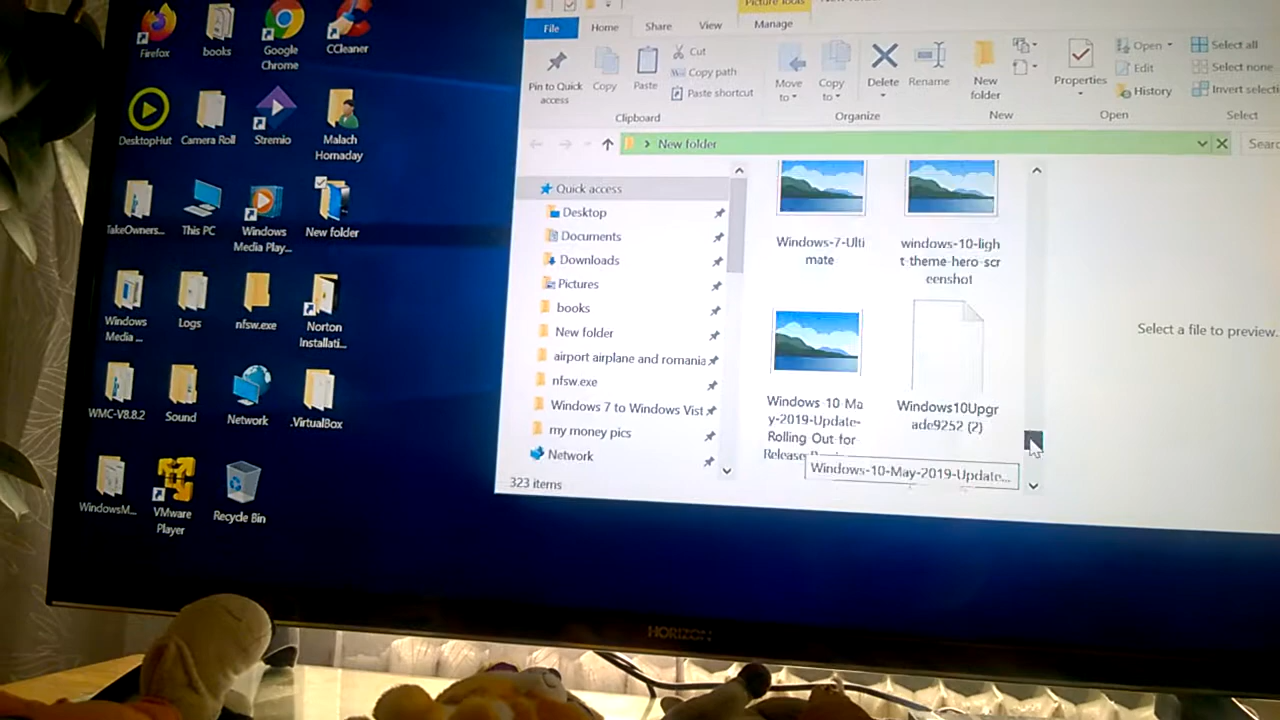 Firefox
books
Google
Chrome
CCleaner
DesktopHut
Camera Roll
Stremio
Malach
Hornaday
TakeOwners...
This PC
Windows
Media Play...
New folder
Windows
Media ...
Logs
nfsw.exe
Norton
Installati...
WMC-V8.8.2
Sound
Network
.VirtualBox
WindowsM...
VMware
Player
Recycle Bin
Picture Tools
File
Home
Share
View
Manage
Pin to Quick
access
Copy
Paste
Cut
Copy path
Paste shortcut
Clipboard
Move
to
Copy
to
Delete
Rename
Organize
New
folder
New
Properties
Open
Edit
History
Open
Select all
Select none
Invert selecti
Select
New folder
Sear
Quick access
Desktop
Documents
Downloads
Pictures
books
New folder
airport airplane and romania
nfsw.exe
Windows 7 to Windows Vist
my money pics
Network
323 items
Windows-7-Ulti
mate
windows-10-ligh
t-theme-hero-scr
eenshot
Windows-10-Ma
y-2019-Update-
Rolling-Out-for
Release
Windows10Upgr
ade9252 (2)
Windows-10-May-2019-Update...
Select a file to preview.
HORIZON